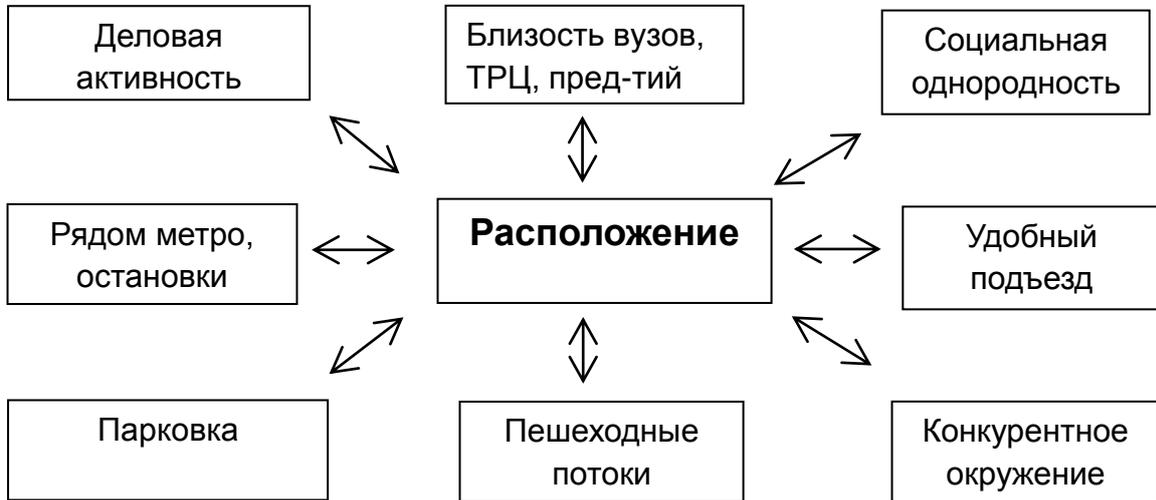 Деловая
активность
Близость вузов,
ТРЦ, пред-тий
Социальная
однородность
Рядом метро,
остановки
Расположение
Удобный
подъезд
Парковка
Пешеходные
потоки
Конкурентное
окружение